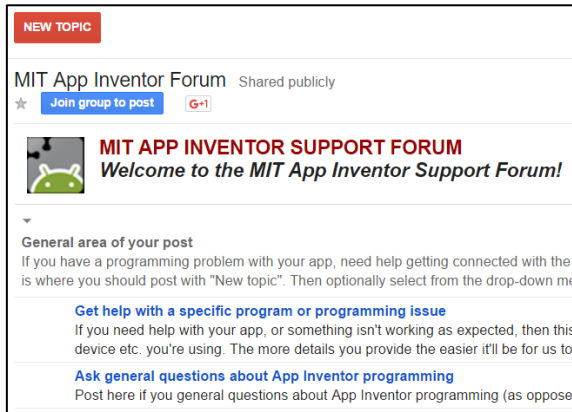 NEW TOPIC
MIT App Inventor Forum Shared publicly
Join group to post G+1
MIT APP INVENTOR SUPPORT FORUM
Welcome to the MIT App Inventor Support Forum!
General area of your post
If you have a programming problem with your app, need help getting connected with the
is where you should post with "New topic". Then optionally select from the drop-down me
Get help with a specific program or programming issue
If you need help with your app, or something isn't working as expected, then this
device etc. you're using. The more details you provide the easier it'll be for us to
Ask general questions about App Inventor programming
Post here if you general questions about App Inventor programming (as oppose